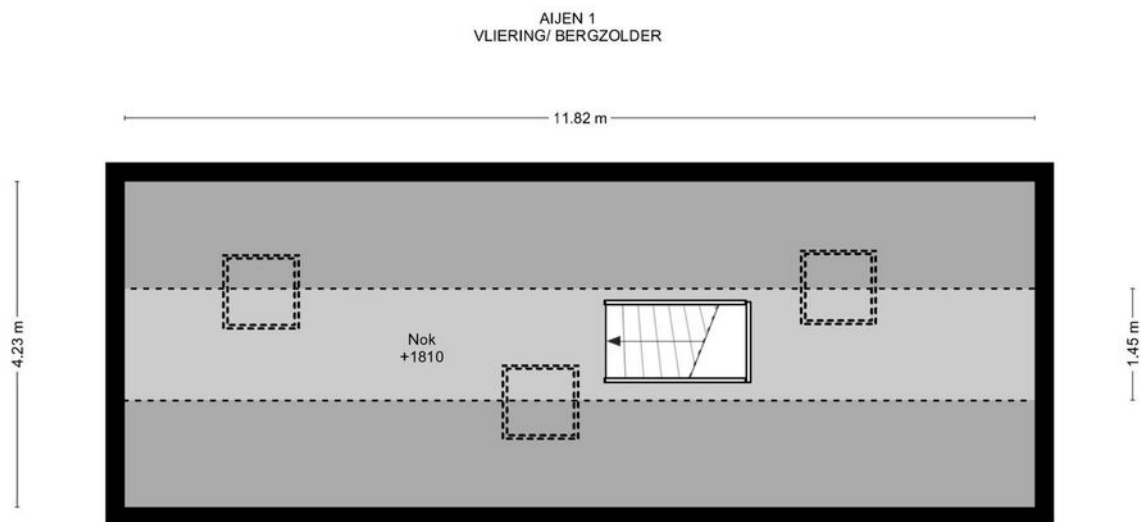 AIJEN 1
VLIERING/ BERGZOLDER
11.82 m
4.23 m
Nok
+1810
1.45 m